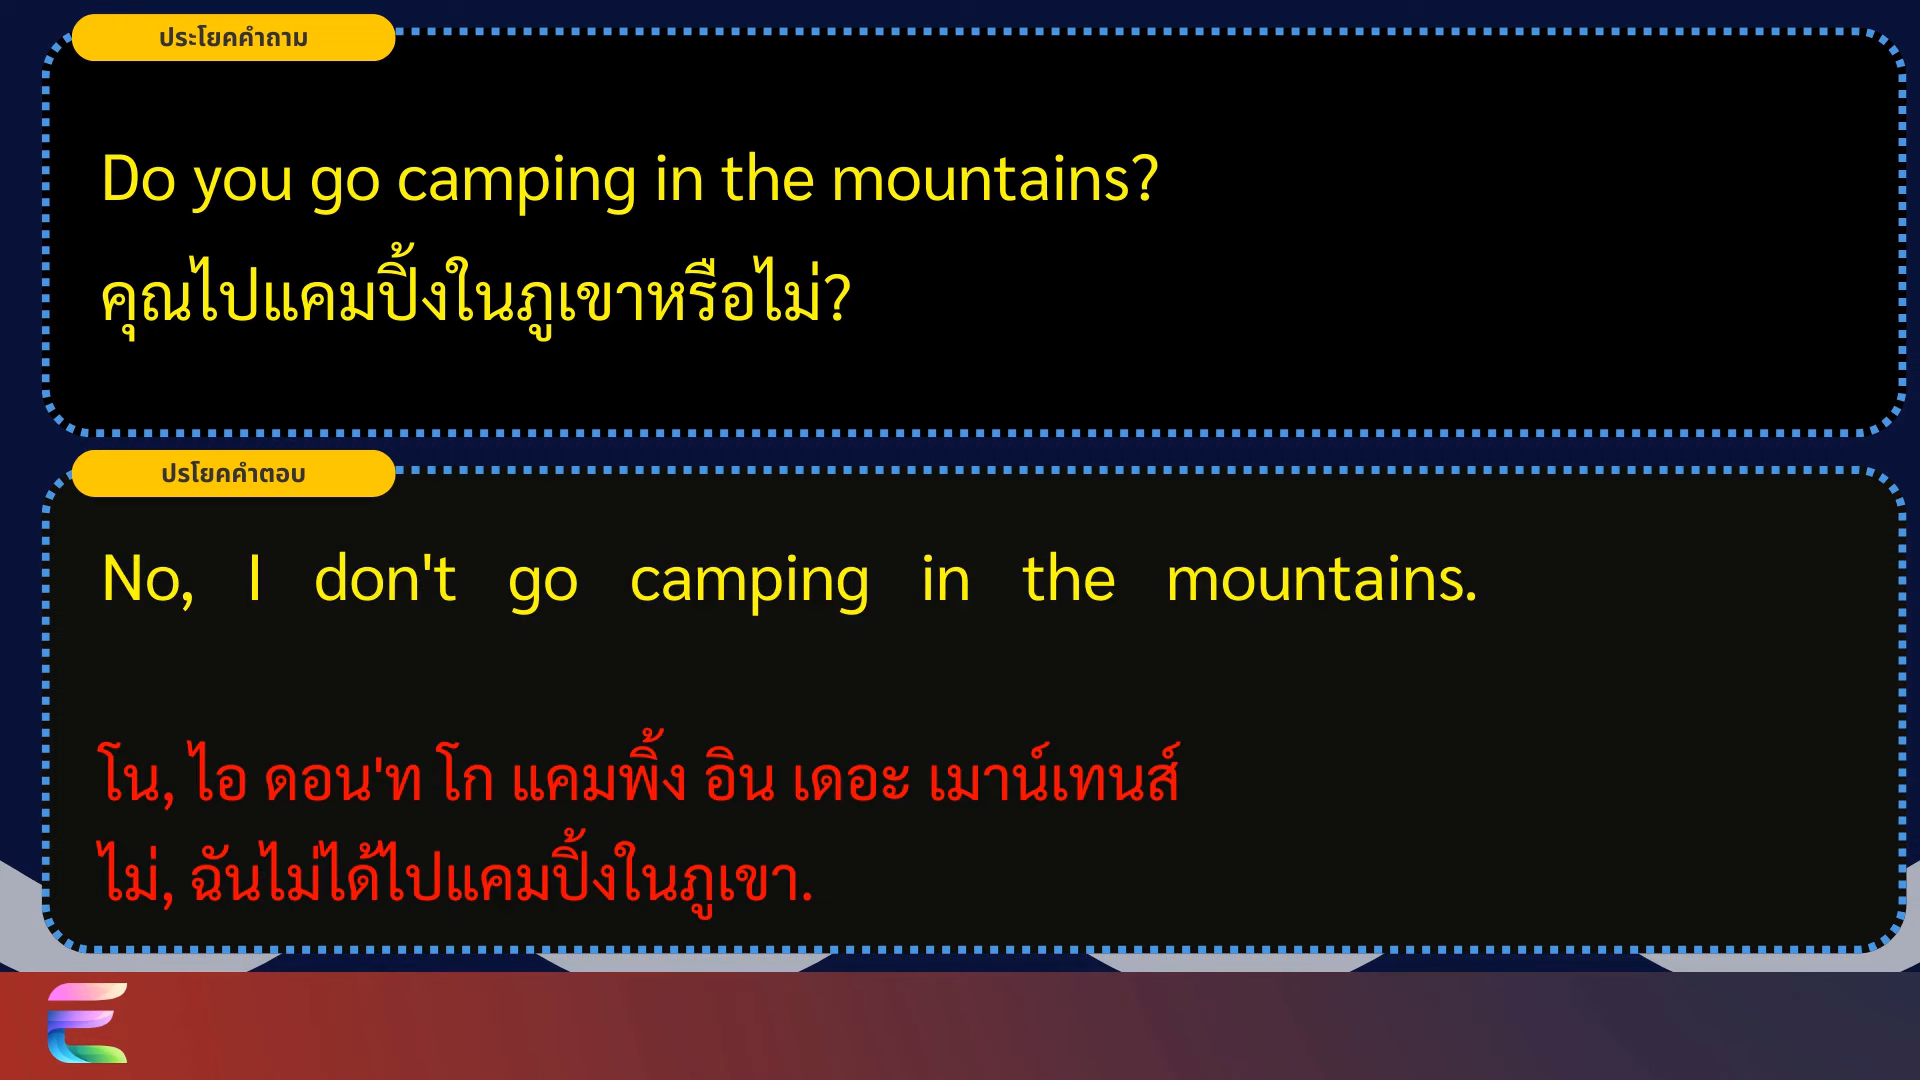 ประโยคคำถาม
Do you go camping in the mountains?
คุณไปแคมปิ้งในภูเขาหรือไม่?
ปรโยคคำตอบ
No, I don't go camping in the mountains.
โน, ไอ ดอน'ท โก แคมพิ้ง อิน เดอะ เมาน์เทนส์
ไม่, ฉันไม่ได้ไปแคมปิ้งในภูเขา.